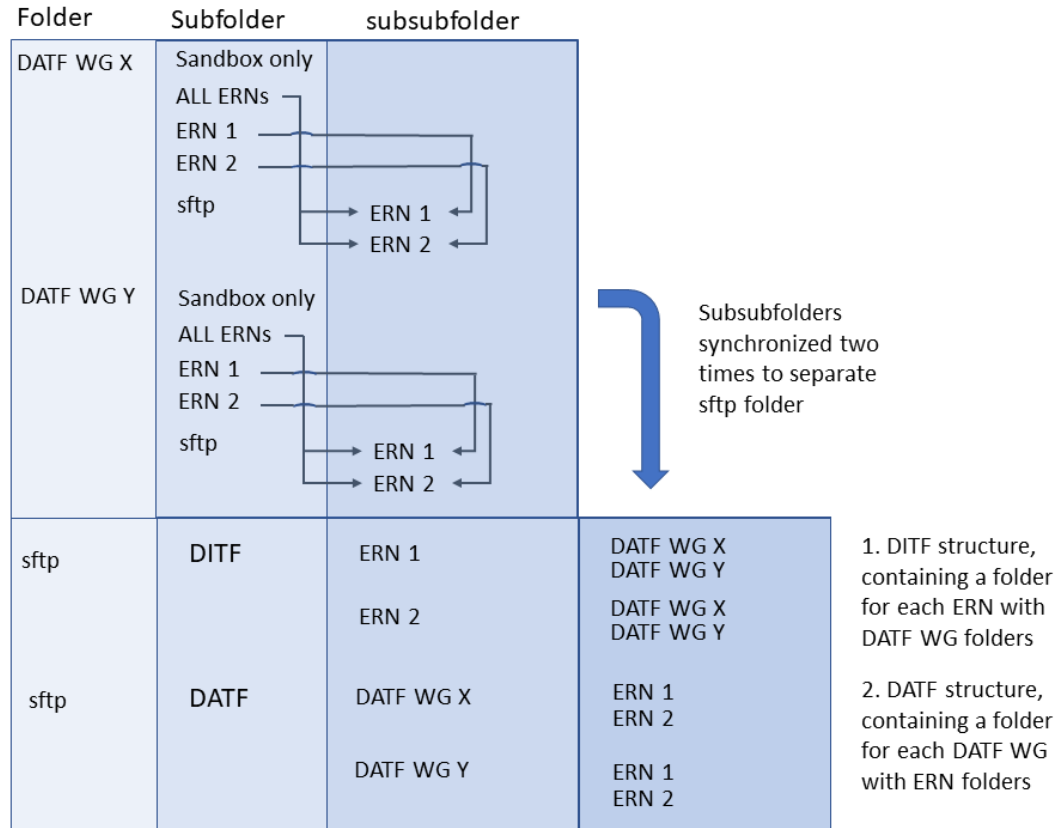 Folder Subfolder subsubfolder
DATF WG X
Sandbox only
ALL ERNs
ERN 1
ERN 2
sftp
ERN 1
ERN 2
DATF WG Y
Sandbox only
ALL ERNs
ERN 1
ERN 2
sftp
ERN 1
ERN 2
Subsubfolders
synchronized two
times to separate
sftp folder
sftp
DITF
ERN 1
DATF WG X
DATF WG Y
ERN 2
DATF WG X
DATF WG Y
1. DITF structure,
containing a folder
for each ERN with
DATF WG folders
sftp
DATF
DATF WG X
ERN 1
ERN 2
DATF WG Y
ERN 1
ERN 2
2. DATF structure,
containing a folder
for each DATF WG
with ERN folders